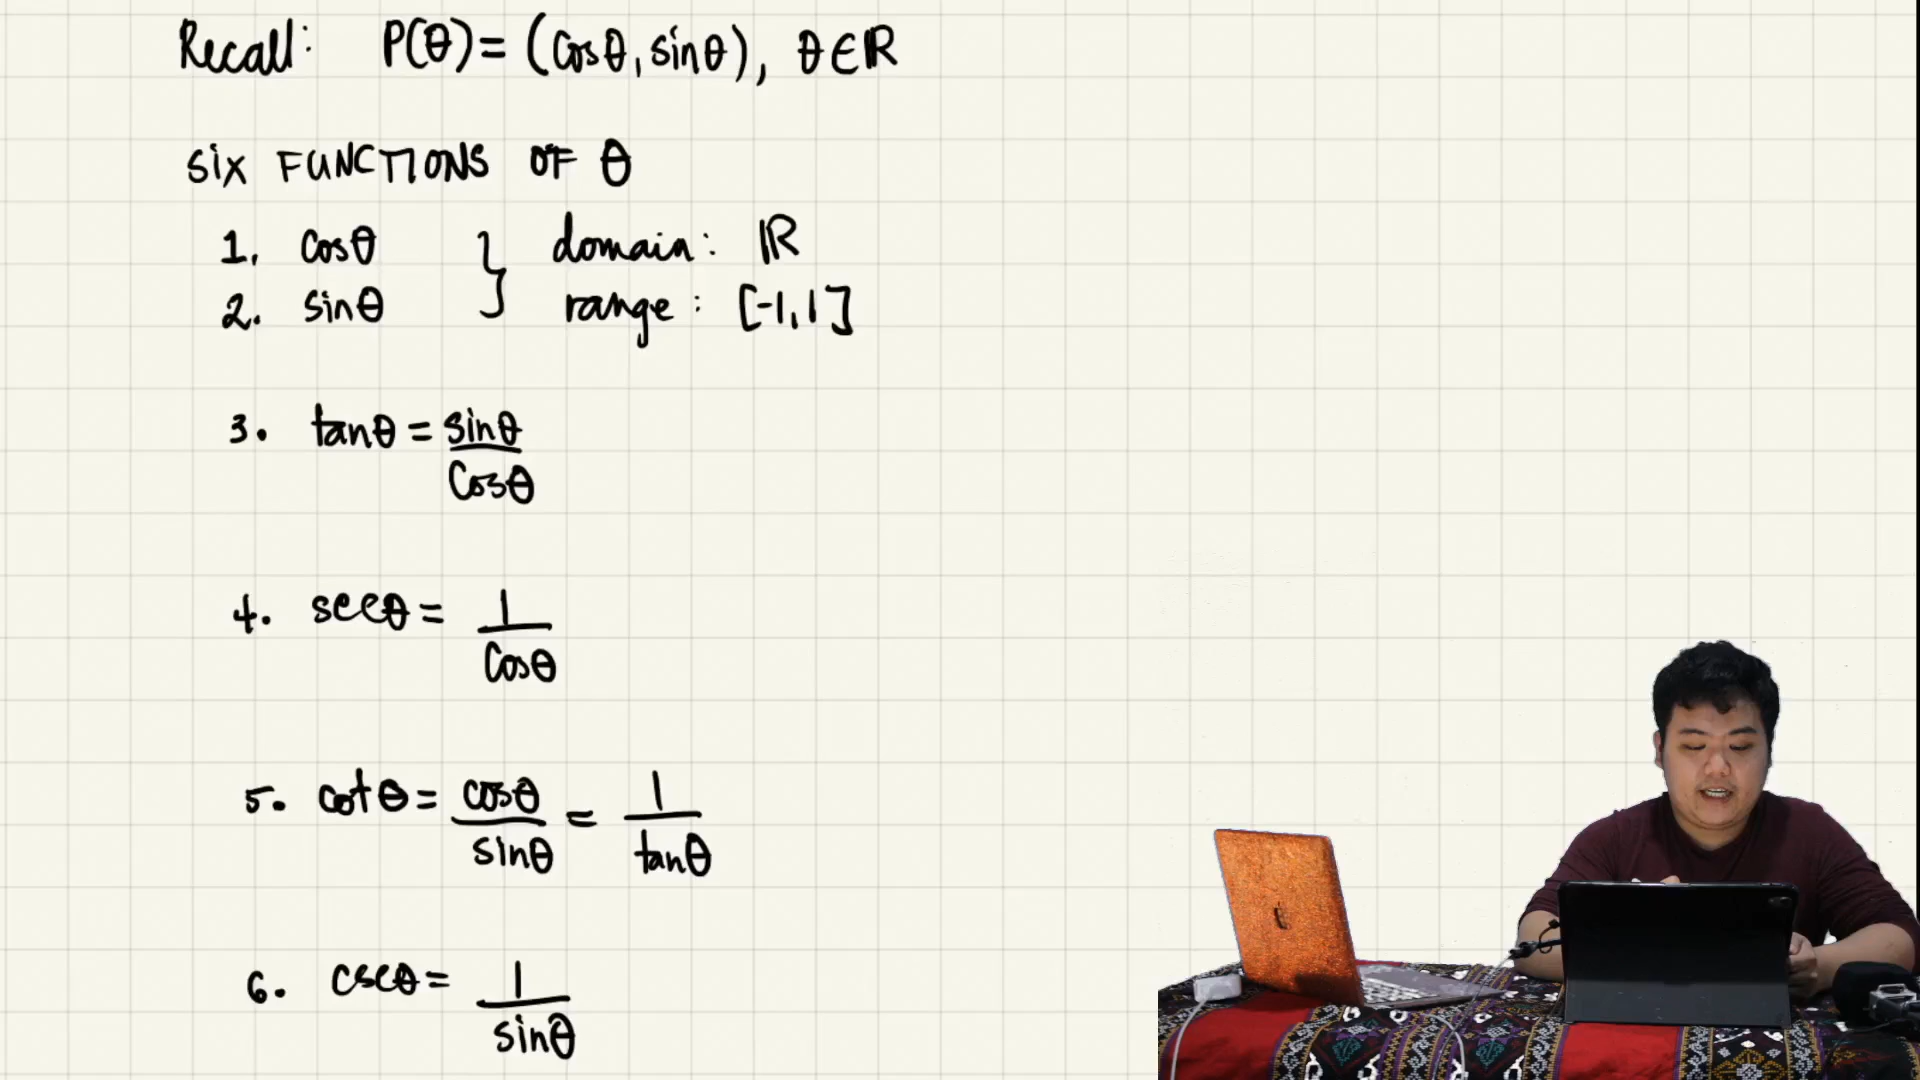 Recall: P(θ) = (cosθ, sinθ), θ∈ℝ
SIX FUNCTIONS OF θ
1. cosθ } domain: ℝ
2. sinθ range: [-1,1]
3. tanθ = sinθ/cosθ
4. secθ = 1/cosθ
5. cotθ = cosθ/sinθ = 1/tanθ
6. cscθ = 1/sinθ